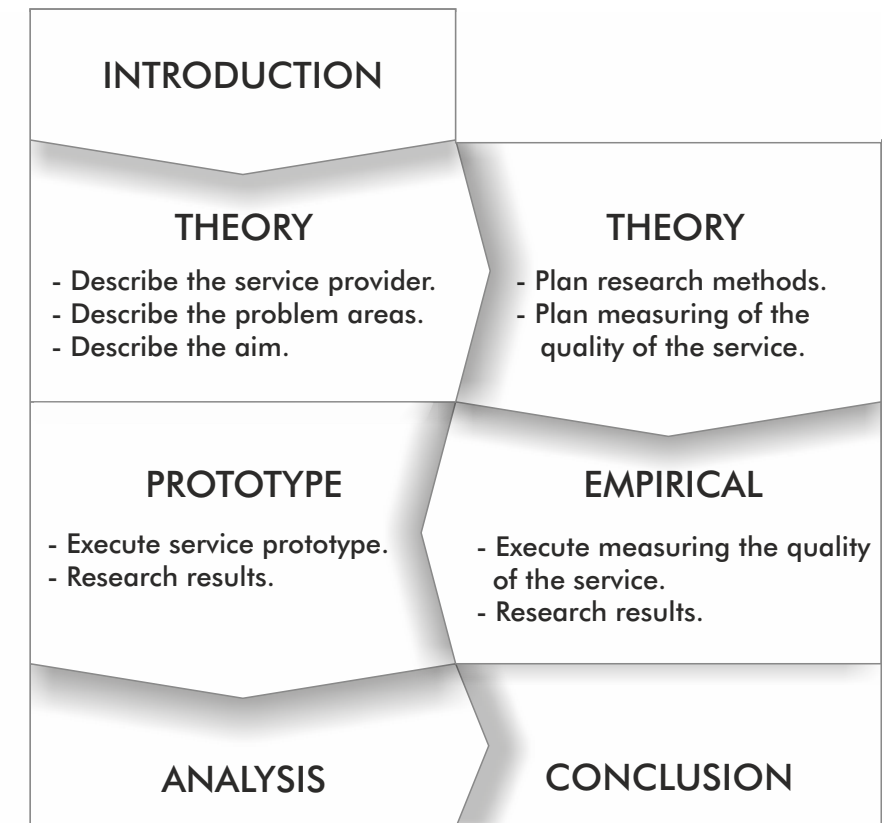 INTRODUCTION
THEORY
- Describe the service provider.
- Describe the problem areas.
- Describe the aim.
THEORY
- Plan research methods.
- Plan measuring of the
quality of the service.
EMPIRICAL
- Execute measuring the quality
of the service.
- Research results.
PROTOTYPE
- Execute service prototype.
- Research results.
ANALYSIS
CONCLUSION